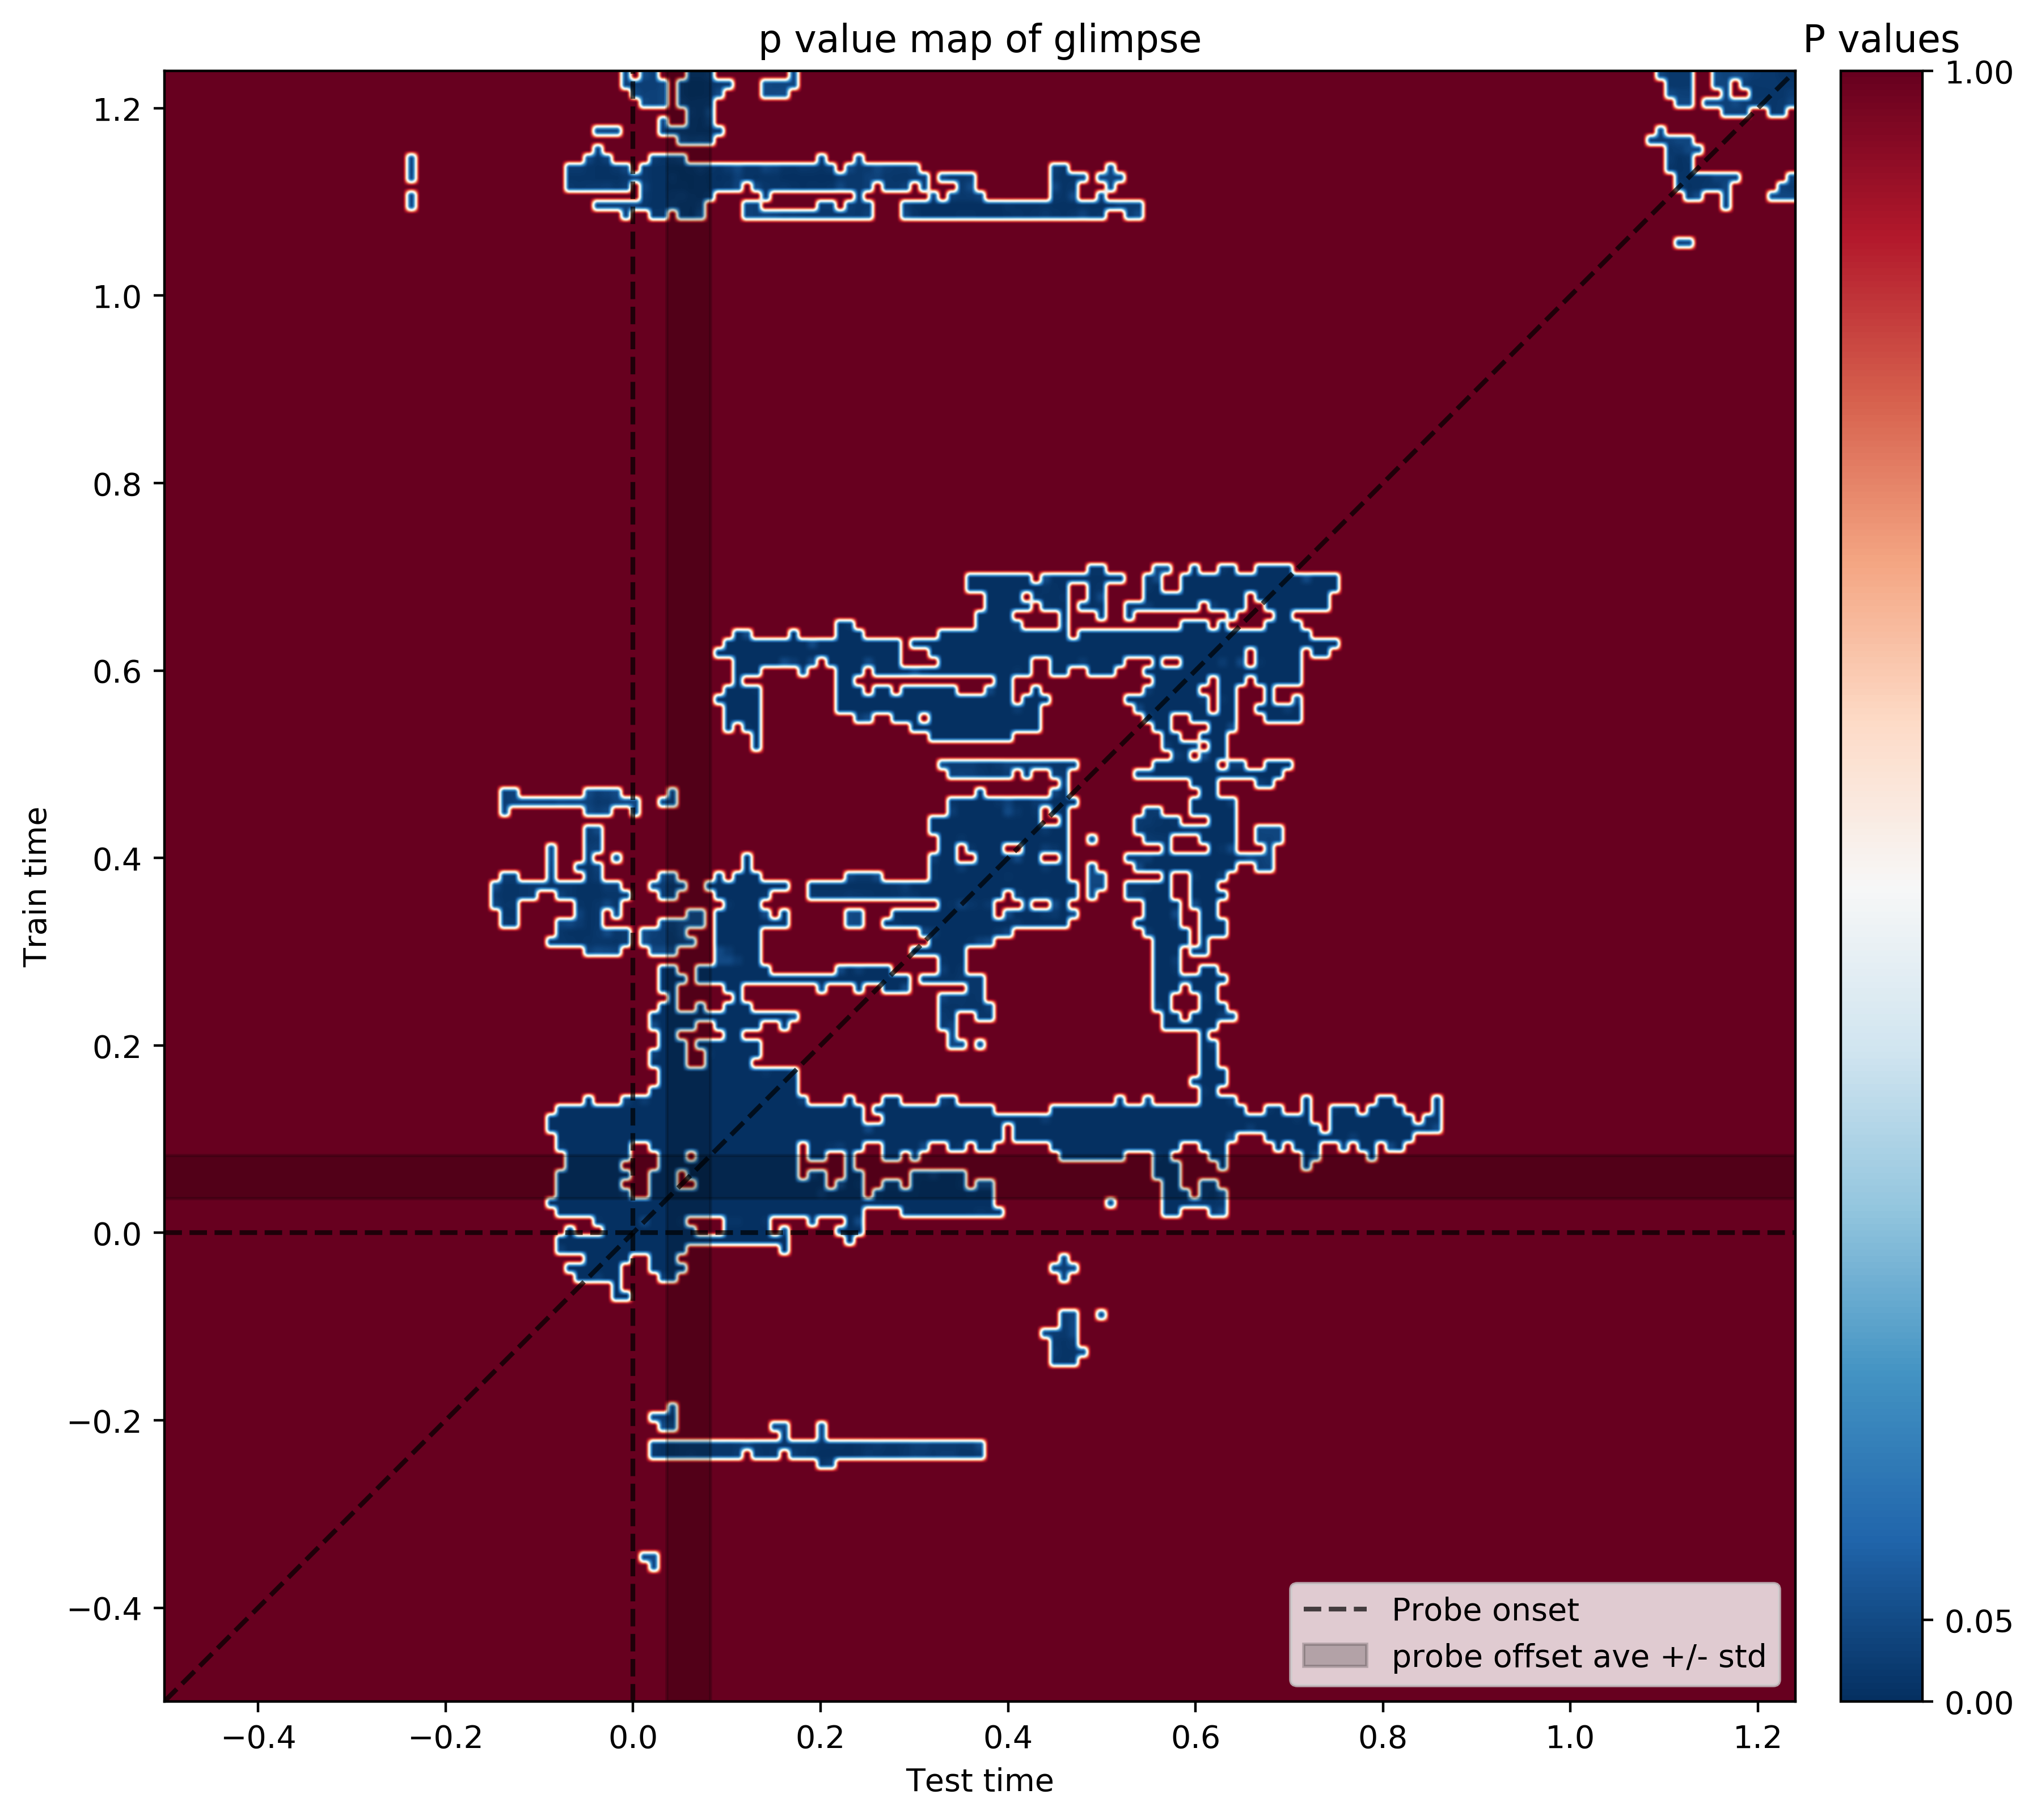 p value map of glimpse
P values
1.00
0.05
0.00
Train time
1.2
1.0
0.8
0.6
0.4
0.2
0.0
−0.2
−0.4
Probe onset
probe offset ave +/- std
−0.4 −0.2 0.0 0.2 0.4 0.6 0.8 1.0 1.2
Test time